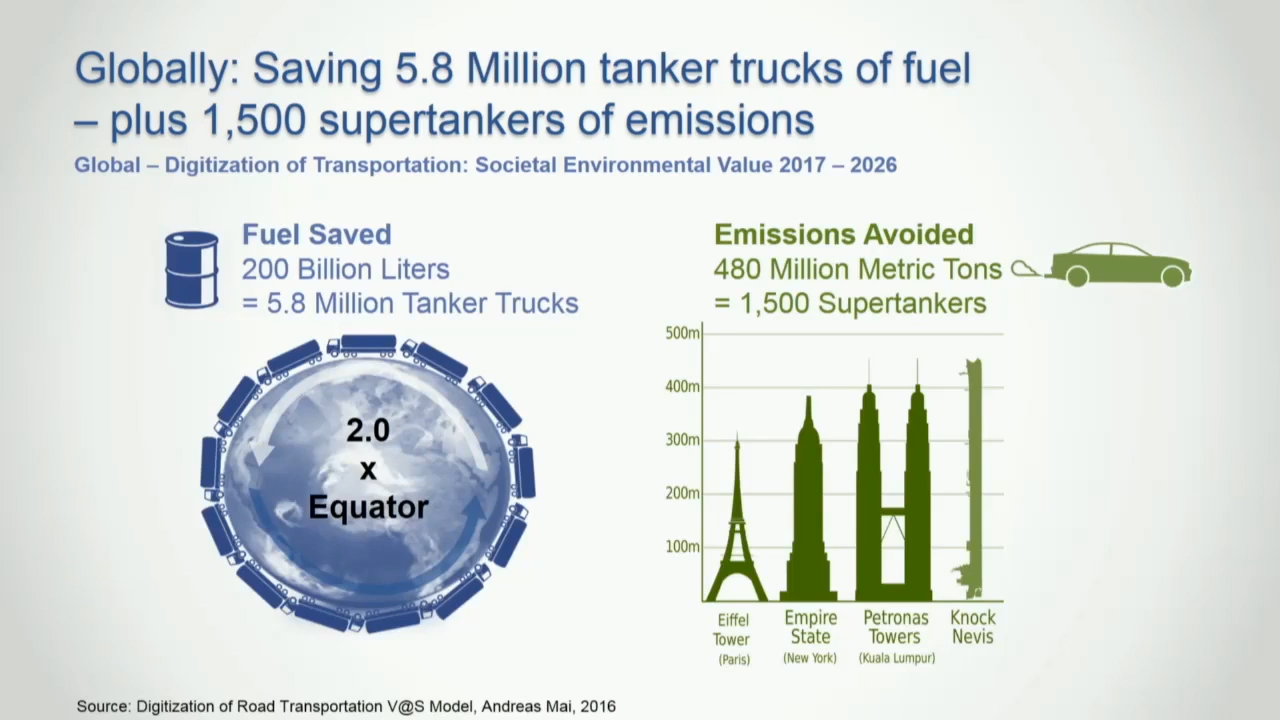 Globally: Saving 5.8 Million tanker trucks of fuel
– plus 1,500 supertankers of emissions
Global – Digitization of Transportation: Societal Environmental Value 2017 – 2026
Fuel Saved
200 Billion Liters
= 5.8 Million Tanker Trucks
2.0
x
Equator
Emissions Avoided
480 Million Metric Tons
= 1,500 Supertankers
500m
400m
300m
200m
100m
Eiffel
Tower
(Paris)
Empire
State
(New York)
Petronas
Towers
(Kuala Lumpur)
Knock
Nevis
Source: Digitization of Road Transportation V@S Model, Andreas Mai, 2016